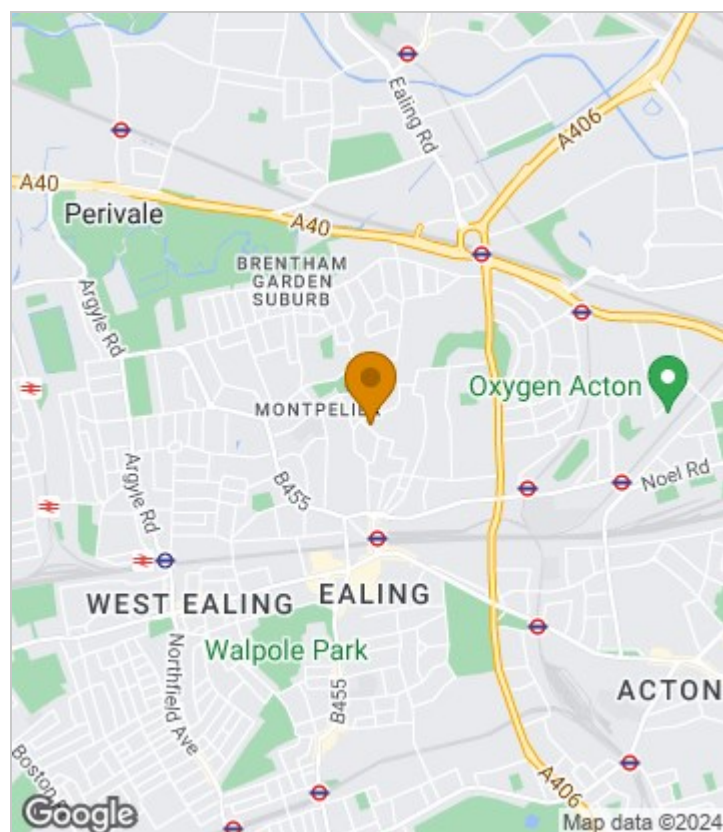 Ealing Rd
A406
A40
Perivale
A40
BRENTHAM
GARDEN
SUBURB
Argyle Rd
Oxygen Acton
MONTPELIER
Argyle Rd
B455
Noel Rd
WEST EALING
EALING
Walpole Park
Northfield Ave
B455
ACTON
Boston
A406
Google
Map data ©2024